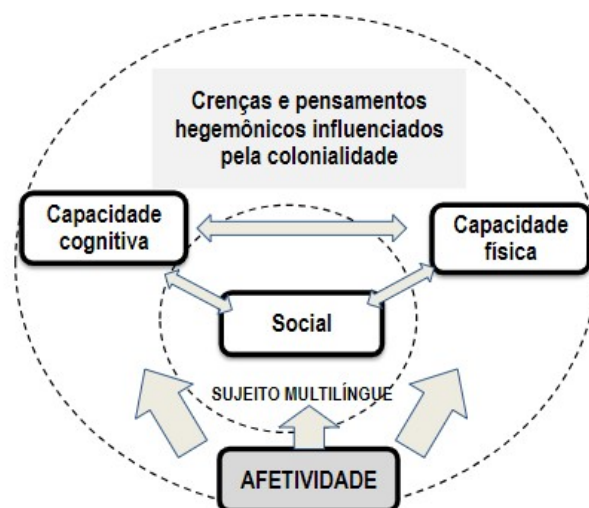 Crenças e pensamentos
hegemônicos influenciados
pela colonialidade
Capacidade
cognitiva
Capacidade
física
Social
SUJEITO MULTILÍNGUE
AFETIVIDADE